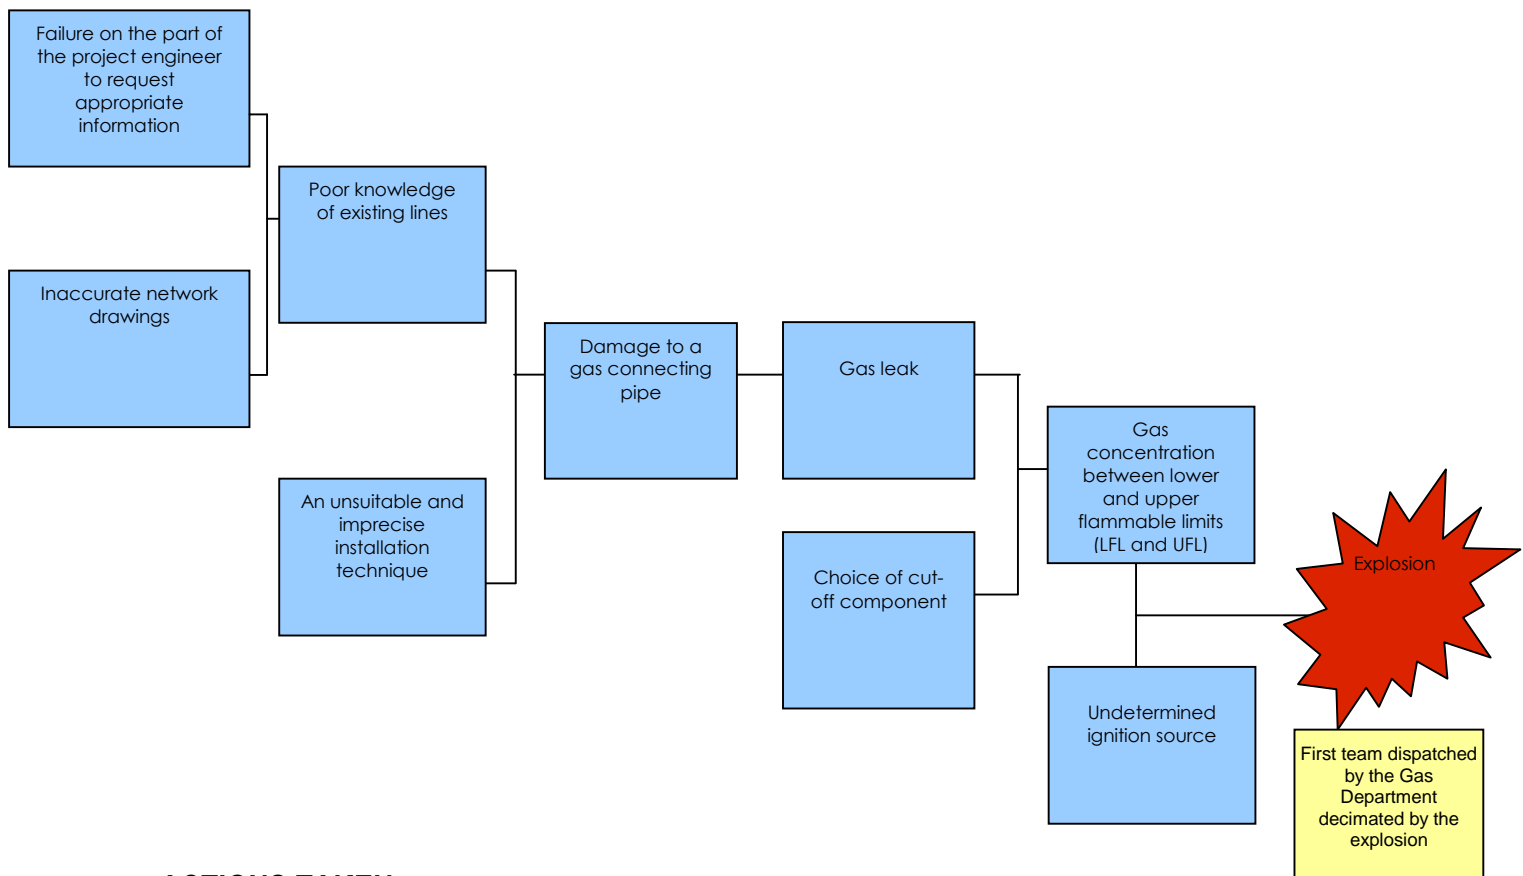 Failure on the part of
the project engineer
to request
appropriate
information
Poor knowledge
of existing lines
Inaccurate network
drawings
An unsuitable and
imprecise
installation
technique
Damage to a
gas connecting
pipe
Gas leak
Choice of cut-
off component
Gas
concentration
between lower
and upper
flammable limits
(LFL and UFL)
Undetermined
ignition source
Explosion
First team dispatched
by the Gas
Department
decimated by the
explosion
ACTIONS TAKEN